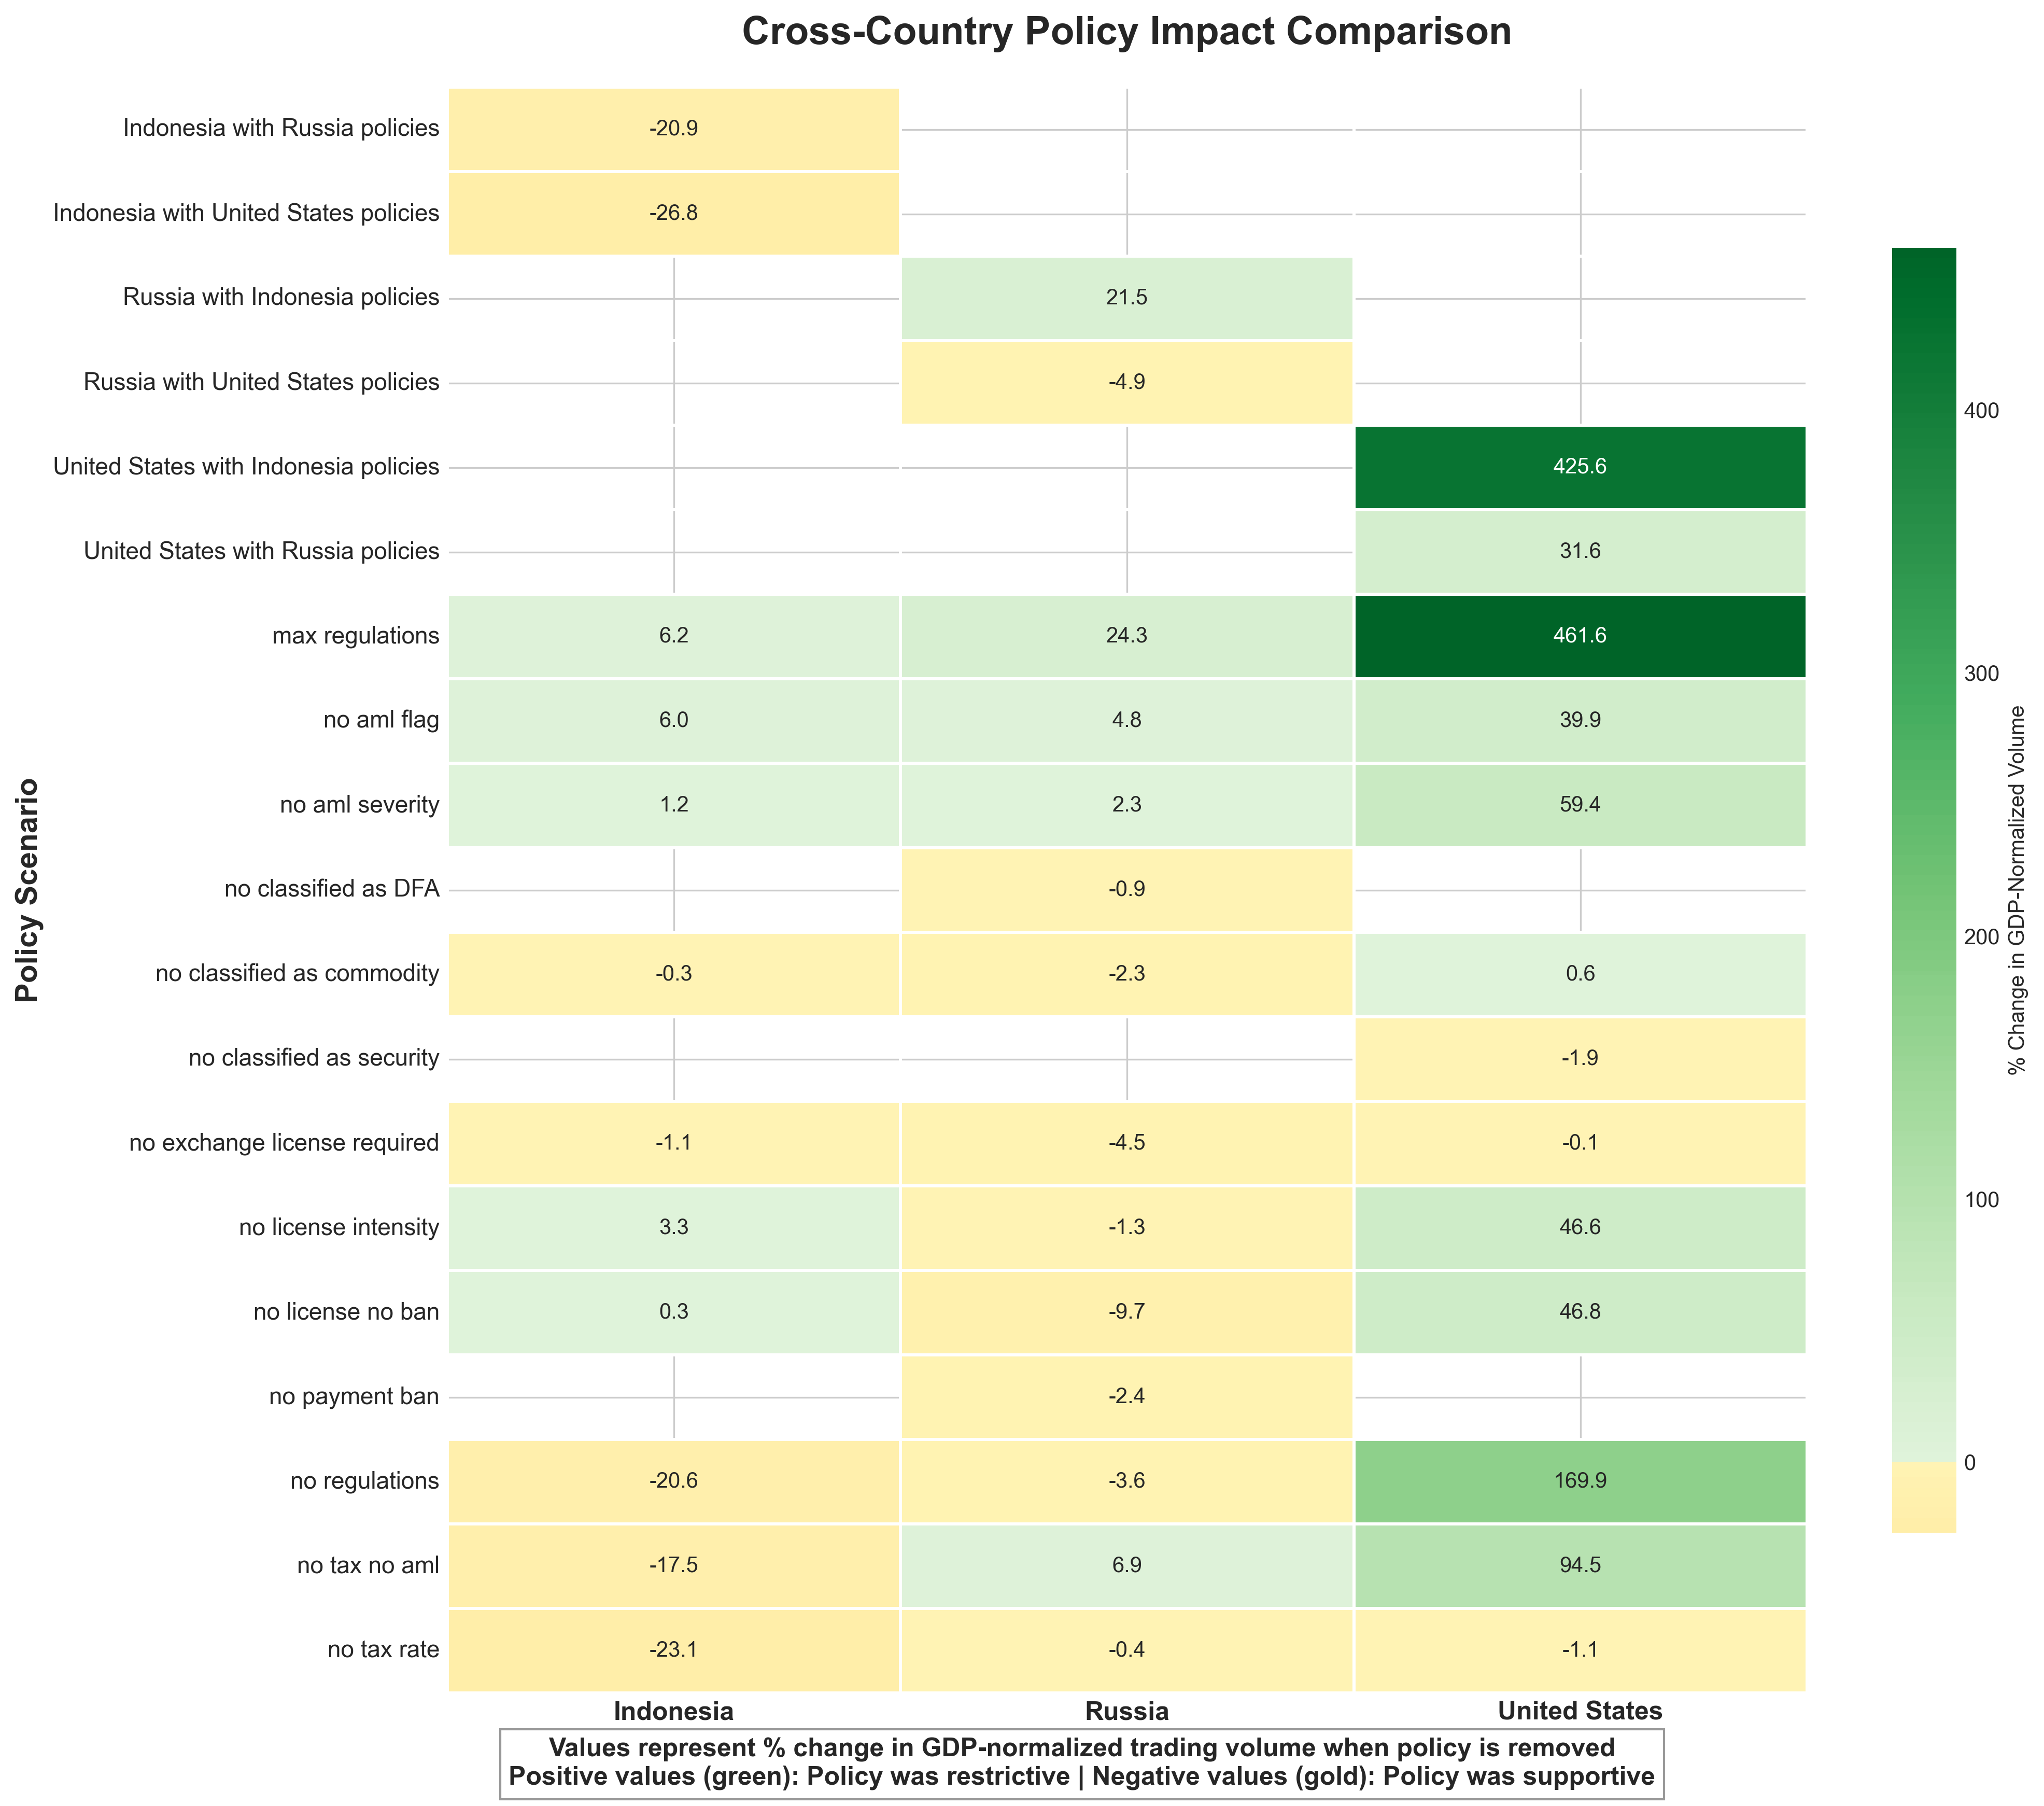 Cross-Country Policy Impact Comparison
Policy Scenario
Indonesia with Russia policies -20.9
Indonesia with United States policies -26.8
Russia with Indonesia policies 21.5
Russia with United States policies -4.9
United States with Indonesia policies 425.6
United States with Russia policies 31.6
max regulations 6.2 24.3 461.6
no aml flag 6.0 4.8 39.9
no aml severity 1.2 2.3 59.4
no classified as DFA -0.9
no classified as commodity -0.3 -2.3 0.6
no classified as security -1.9
no exchange license required -1.1 -4.5 -0.1
no license intensity 3.3 -1.3 46.6
no license no ban 0.3 -9.7 46.8
no payment ban -2.4
no regulations -20.6 -3.6 169.9
no tax no aml -17.5 6.9 94.5
no tax rate -23.1 -0.4 -1.1
Indonesia Russia United States
400
300
200
100
0
% Change in GDP-Normalized Volume
Values represent % change in GDP-normalized trading volume when policy is removed
Positive values (green): Policy was restrictive | Negative values (gold): Policy was supportive